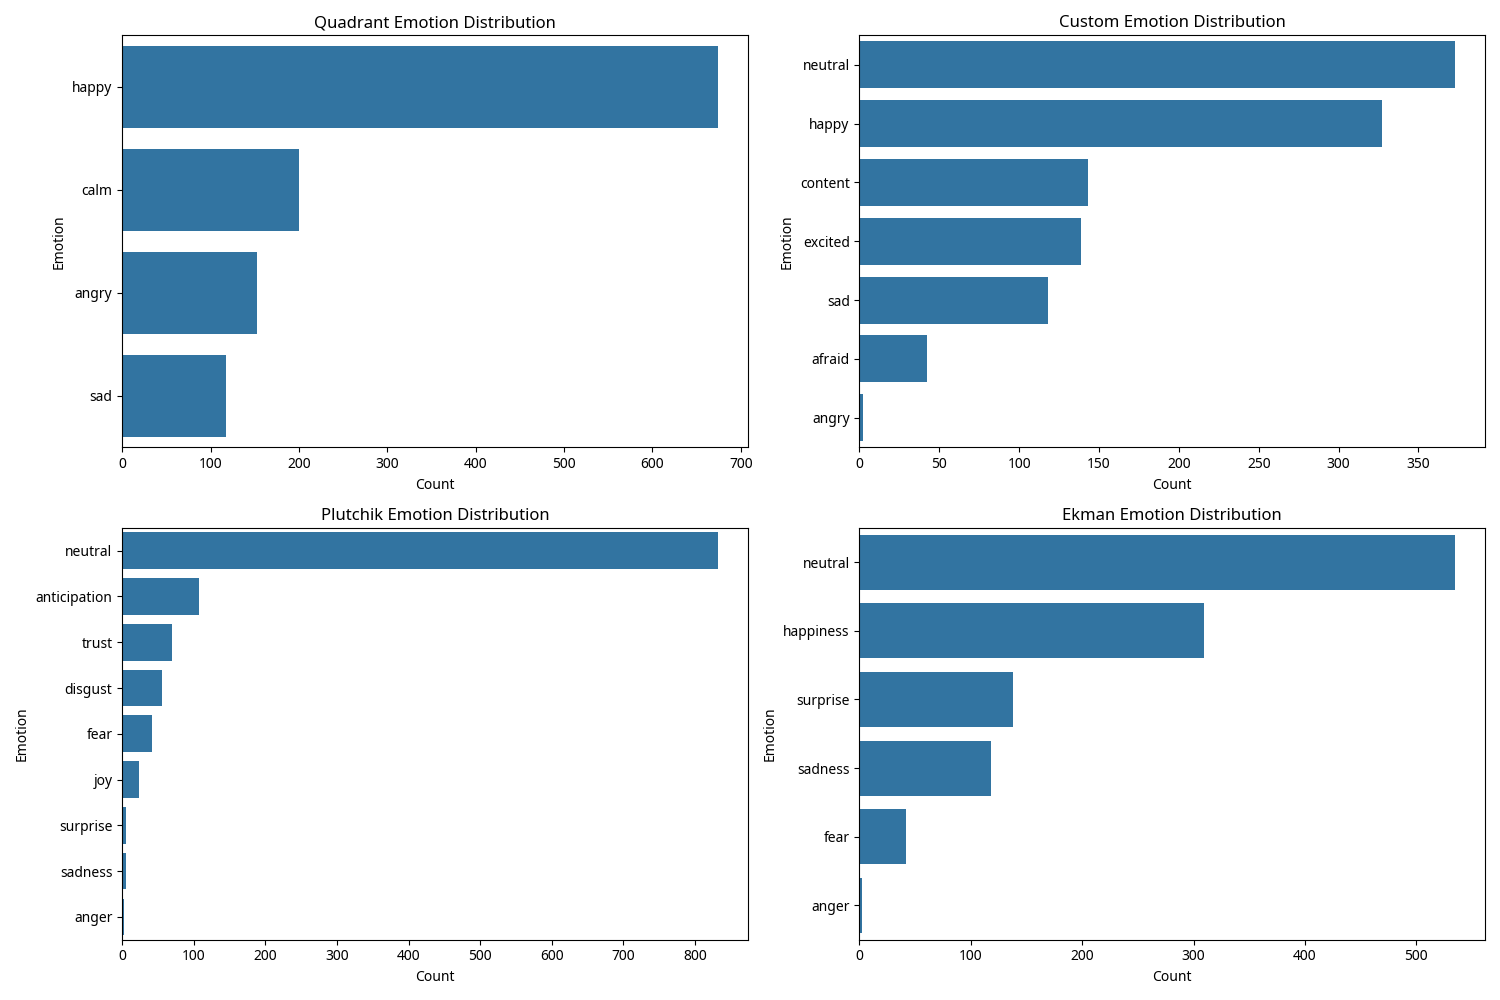 Quadrant Emotion Distribution
Emotion
happy
calm
angry
sad
0 100 200 300 400 500 600 700
Count
Custom Emotion Distribution
Emotion
neutral
happy
content
excited
sad
afraid
angry
0 50 100 150 200 250 300 350
Count
Plutchik Emotion Distribution
Emotion
neutral
anticipation
trust
disgust
fear
joy
surprise
sadness
anger
0 100 200 300 400 500 600 700 800
Count
Ekman Emotion Distribution
Emotion
neutral
happiness
surprise
sadness
fear
anger
0 100 200 300 400 500
Count